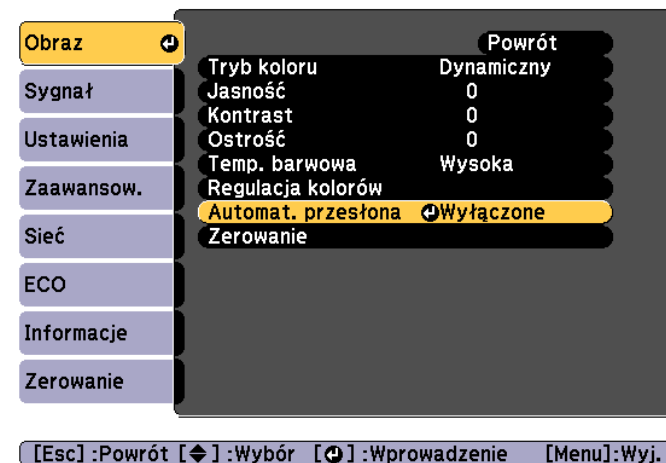 Obraz
Sygnał
Ustawienia
Zaawansow.
Sieć
ECO
Informacje
Zerowanie
Powrót
Tryb koloru Dynamiczny
Jasność 0
Kontrast 0
Ostrość 0
Temp. barwowa Wysoka
Regulacja kolorów
Automat. przesłona Wyłączone
Zerowanie
[Esc] :Powrót [◆] :Wybór [⏎] :Wprowadzenie [Menu]:Wyj.